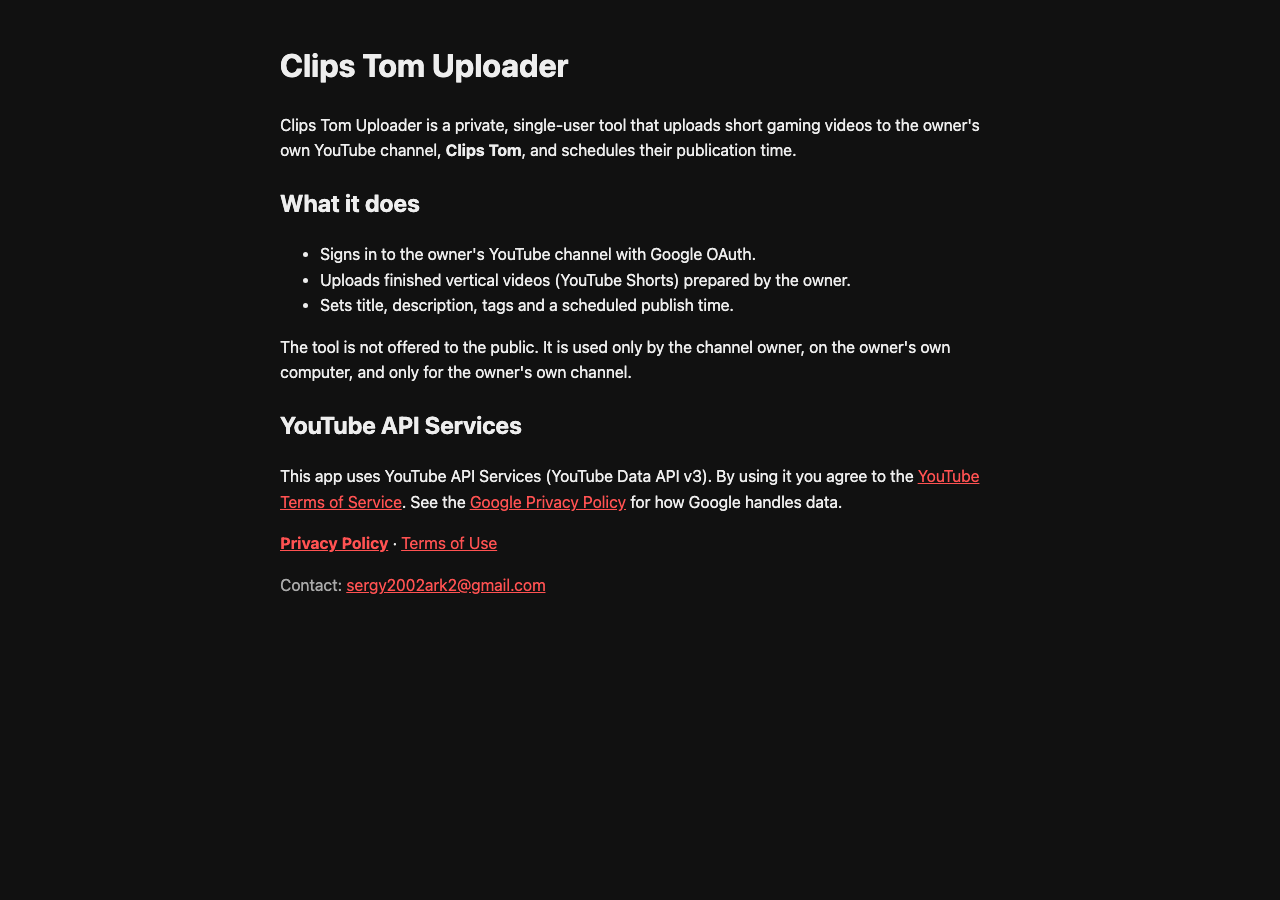 Clips Tom Uploader
Clips Tom Uploader is a private, single-user tool that uploads short gaming videos to the owner's
own YouTube channel, Clips Tom, and schedules their publication time.
What it does
• Signs in to the owner's YouTube channel with Google OAuth.
• Uploads finished vertical videos (YouTube Shorts) prepared by the owner.
• Sets title, description, tags and a scheduled publish time.
The tool is not offered to the public. It is used only by the channel owner, on the owner's own
computer, and only for the owner's own channel.
YouTube API Services
This app uses YouTube API Services (YouTube Data API v3). By using it you agree to the YouTube
Terms of Service. See the Google Privacy Policy for how Google handles data.
Privacy Policy · Terms of Use
Contact: sergy2002ark2@gmail.com